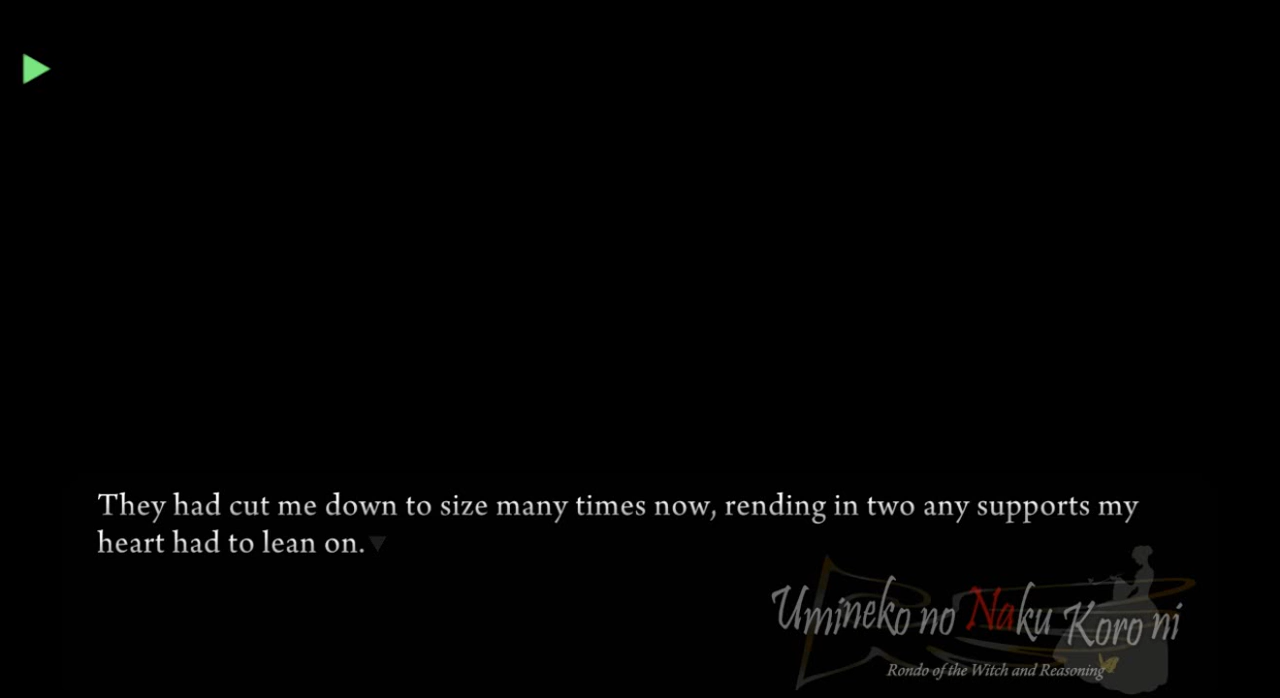 They had cut me down to size many times now, rending in two any supports my
heart had to lean on.
Umineko no Naku Koro ni
Rondo of the Witch and Reasoning